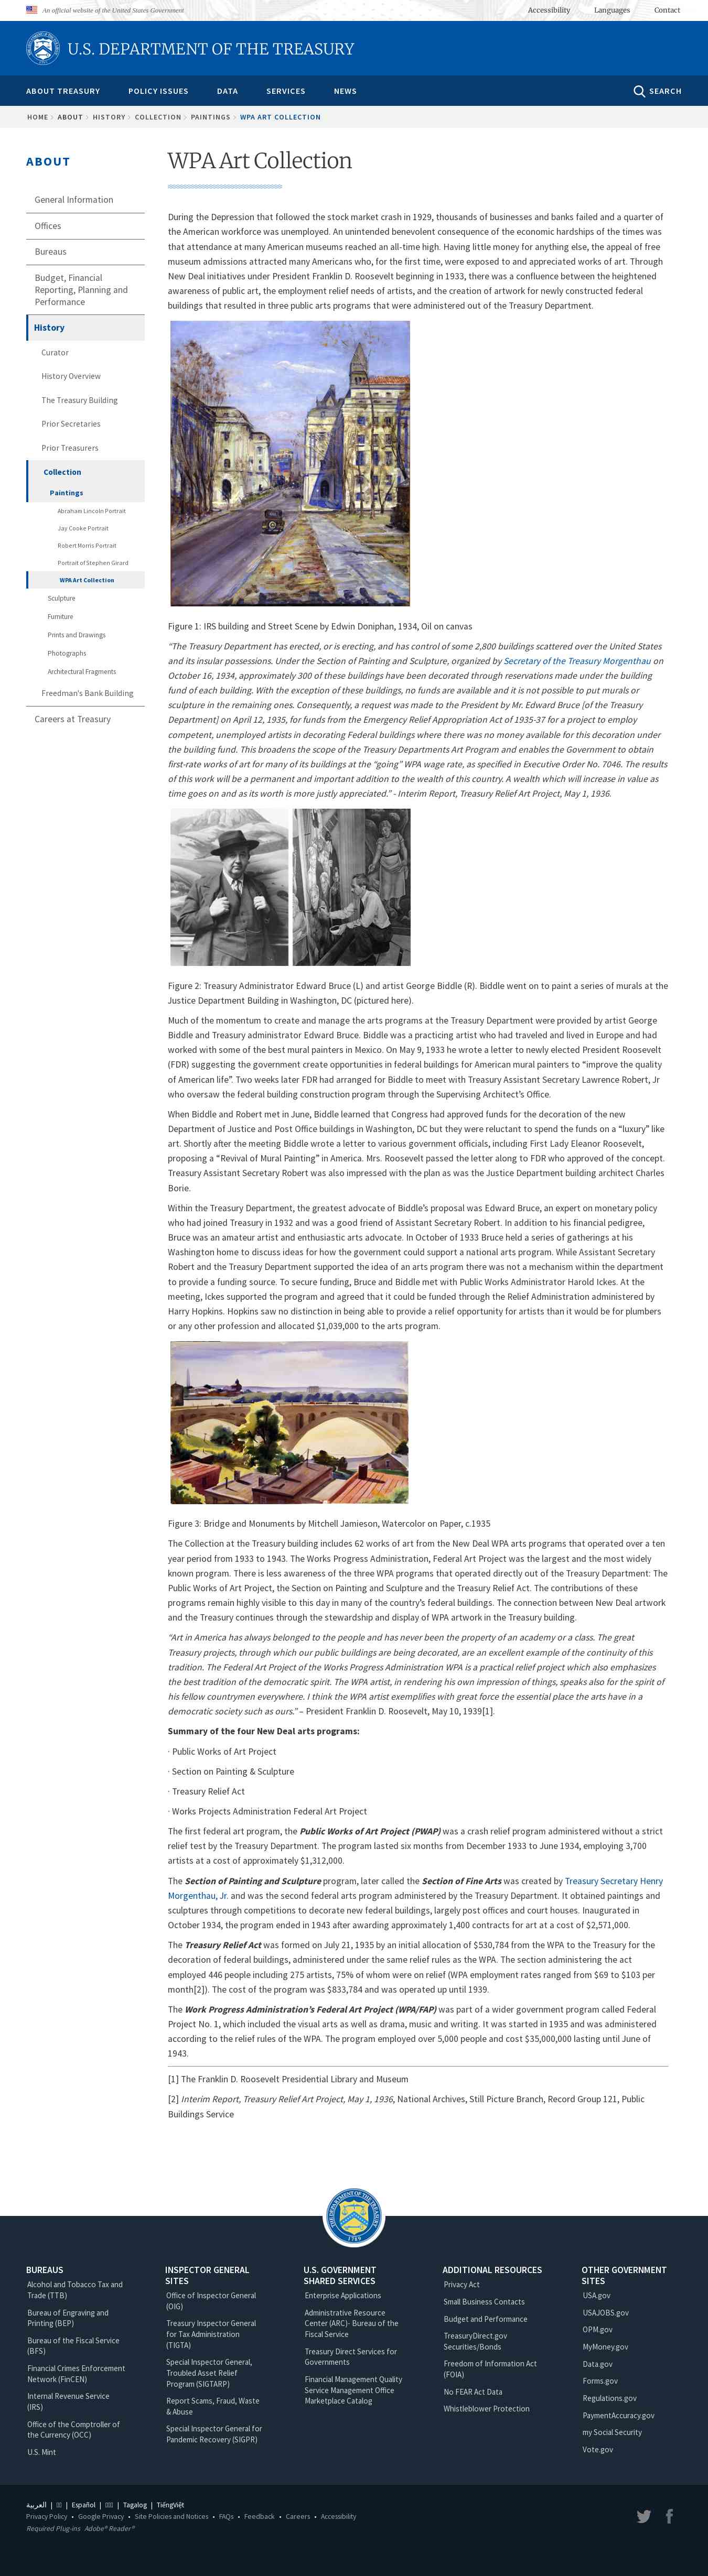 An official website of the United States Government
Accessibility Languages Contact
U.S. DEPARTMENT OF THE TREASURY
ABOUT TREASURY POLICY ISSUES DATA SERVICES NEWS SEARCH
HOME ABOUT HISTORY COLLECTION PAINTINGS WPA ART COLLECTION
ABOUT
General Information
Offices
Bureaus
Budget, Financial
Reporting, Planning and
Performance
History
Curator
History Overview
The Treasury Building
Prior Secretaries
Prior Treasurers
Collection
Paintings
Abraham Lincoln Portrait
Jay Cooke Portrait
Robert Morris Portrait
Portrait of Stephen Girard
WPA Art Collection
Sculpture
Furniture
Prints and Drawings
Photographs
Architectural Fragments
Freedman's Bank Building
Careers at Treasury
WPA Art Collection
During the Depression that followed the stock market crash in 1929, thousands of businesses and banks failed and a quarter of
the American workforce was unemployed. An unintended benevolent consequence of the economic hardships of the times was
that attendance at many American museums reached an all-time high. Having little money for anything else, the appeal of free
museum admissions attracted many Americans who, for the first time, were exposed to and appreciated works of art. Through
New Deal initiatives under President Franklin D. Roosevelt beginning in 1933, there was a confluence between the heightened
awareness of public art, the employment relief needs of artists, and the creation of artwork for newly constructed federal
buildings that resulted in three public arts programs that were administered out of the Treasury Department.
Figure 1: IRS building and Street Scene by Edwin Doniphan, 1934, Oil on canvas
"The Treasury Department has erected, or is erecting, and has control of some 2,800 buildings scattered over the United States
and its insular possessions. Under the Section of Painting and Sculpture, organized by Secretary of the Treasury Morgenthau on
October 16, 1934, approximately 300 of these buildings have been decorated through reservations made under the building
fund of each building. With the exception of these buildings, no funds are available and it is not possible to put murals or
sculpture in the remaining ones. Consequently, a request was made to the President by Mr. Edward Bruce [of the Treasury
Department] on April 12, 1935, for funds from the Emergency Relief Appropriation Act of 1935-37 for a project to employ
competent, unemployed artists in decorating Federal buildings where there was no money available for this decoration under
the building fund. This broadens the scope of the Treasury Departments Art Program and enables the Government to obtain
first-rate works of art for many of its buildings at the “going” WPA wage rate, as specified in Executive Order No. 7046. The results
of this work will be a permanent and important addition to the wealth of this country. A wealth which will increase in value as
time goes on and as its worth is more justly appreciated.” - Interim Report, Treasury Relief Art Project, May 1, 1936.
Figure 2: Treasury Administrator Edward Bruce (L) and artist George Biddle (R). Biddle went on to paint a series of murals at the
Justice Department Building in Washington, DC (pictured here).
Much of the momentum to create and manage the arts programs at the Treasury Department were provided by artist George
Biddle and Treasury administrator Edward Bruce. Biddle was a practicing artist who had traveled and lived in Europe and had
worked with some of the best mural painters in Mexico. On May 9, 1933 he wrote a letter to newly elected President Roosevelt
(FDR) suggesting the government create opportunities in federal buildings for American mural painters to “improve the quality
of American life”. Two weeks later FDR had arranged for Biddle to meet with Treasury Assistant Secretary Lawrence Robert, Jr
who oversaw the federal building construction program through the Supervising Architect’s Office.
When Biddle and Robert met in June, Biddle learned that Congress had approved funds for the decoration of the new
Department of Justice and Post Office buildings in Washington, DC but they were reluctant to spend the funds on a “luxury” like
art. Shortly after the meeting Biddle wrote a letter to various government officials, including First Lady Eleanor Roosevelt,
proposing a “Revival of Mural Painting” in America. Mrs. Roosevelt passed the letter along to FDR who approved of the concept.
Treasury Assistant Secretary Robert was also impressed with the plan as was the Justice Department building architect Charles
Borie.
Within the Treasury Department, the greatest advocate of Biddle’s proposal was Edward Bruce, an expert on monetary policy
who had joined Treasury in 1932 and was a good friend of Assistant Secretary Robert. In addition to his financial pedigree,
Bruce was an amateur artist and enthusiastic arts advocate. In October of 1933 Bruce held a series of gatherings at his
Washington home to discuss ideas for how the government could support a national arts program. While Assistant Secretary
Robert and the Treasury Department supported the idea of an arts program there was not a mechanism within the department
to provide a funding source. To secure funding, Bruce and Biddle met with Public Works Administrator Harold Ickes. At the
meeting, Ickes supported the program and agreed that it could be funded through the Relief Administration administered by
Harry Hopkins. Hopkins saw no distinction in being able to provide a relief opportunity for artists than it would be for plumbers
or any other profession and allocated $1,039,000 to the arts program.
Figure 3: Bridge and Monuments by Mitchell Jamieson, Watercolor on Paper, c.1935
The Collection at the Treasury building includes 62 works of art from the New Deal WPA arts programs that operated over a ten
year period from 1933 to 1943. The Works Progress Administration, Federal Art Project was the largest and the most widely
known program. There is less awareness of the three WPA programs that operated directly out of the Treasury Department: The
Public Works of Art Project, the Section on Painting and Sculpture and the Treasury Relief Art. The contributions of these
programs remain highly visible to this day in many of the country’s federal buildings. The connection between New Deal artwork
and the Treasury continues through the stewardship and display of WPA artwork in the Treasury building.
"Art in America has always belonged to the people and has never been the property of an academy or a class. The great
Treasury projects, through which our public buildings are being decorated, are an excellent example of the continuity of this
tradition. The Federal Art Project of the Works Progress Administration WPA is a practical relief project which also emphasizes
the best tradition of the democratic spirit. The WPA artist, in rendering his own impression of things, speaks also for the spirit of
his fellow countrymen everywhere. I think the WPA artist exemplifies with great force the essential place the arts have in a
democratic society such as ours." – President Franklin D. Roosevelt, May 10, 1939[1].
Summary of the four New Deal arts programs:
· Public Works of Art Project
· Section on Painting & Sculpture
· Treasury Relief Act
· Works Projects Administration Federal Art Project
The first federal art program, the Public Works of Art Project (PWAP) was a crash relief program administered without a strict
relief test by the Treasury Department. The program lasted six months from December 1933 to June 1934, employing 3,700
artists at a cost of approximately $1,312,000.
The Section of Painting and Sculpture program, later called the Section of Fine Arts was created by Treasury Secretary Henry
Morgenthau, Jr. and was the second federal arts program administered by the Treasury Department. It obtained paintings and
sculptures through competitions to decorate new federal buildings, largely post offices and court houses. Inaugurated in
October 1934, the program ended in 1943 after awarding approximately 1,400 contracts for art at a cost of $2,571,000.
The Treasury Relief Act was formed on July 21, 1935 by an initial allocation of $530,784 from the WPA to the Treasury for the
decoration of federal buildings, administered under the same relief rules as the WPA. The section administering the act
employed 446 people including 275 artists, 75% of whom were on relief (WPA employment rates ranged from $69 to $103 per
month[2]). The cost of the program was $833,784 and was operated up until 1939.
The Work Progress Administration’s Federal Art Project (WPA/FAP) was part of a wider government program called Federal
Project No. 1, which included the visual arts as well as drama, music and writing. It was started in 1935 and was administered
according to the relief rules of the WPA. The program employed over 5,000 people and cost $35,000,000 lasting until June of
1943.
[1] The Franklin D. Roosevelt Presidential Library and Museum
[2] Interim Report, Treasury Relief Art Project, May 1, 1936, National Archives, Still Picture Branch, Record Group 121, Public
Buildings Service
THE DEPARTMENT OF THE TREASURY
1789
BUREAUS
Alcohol and Tobacco Tax and
Trade (TTB)
Bureau of Engraving and
Printing (BEP)
Bureau of the Fiscal Service
(BFS)
Financial Crimes Enforcement
Network (FinCEN)
Internal Revenue Service
(IRS)
Office of the Comptroller of
the Currency (OCC)
U.S. Mint
INSPECTOR GENERAL
SITES
Office of Inspector General
(OIG)
Treasury Inspector General
for Tax Administration
(TIGTA)
Special Inspector General,
Troubled Asset Relief
Program (SIGTARP)
Report Scams, Fraud, Waste
& Abuse
Special Inspector General for
Pandemic Recovery (SIGPR)
U.S. GOVERNMENT
SHARED SERVICES
Enterprise Applications
Administrative Resource
Center (ARC)- Bureau of the
Fiscal Service
Treasury Direct Services for
Governments
Financial Management Quality
Service Management Office
Marketplace Catalog
ADDITIONAL RESOURCES
Privacy Act
Small Business Contacts
Budget and Performance
TreasuryDirect.gov
Securities/Bonds
Freedom of Information Act
(FOIA)
No FEAR Act Data
Whistleblower Protection
OTHER GOVERNMENT
SITES
USA.gov
USAJOBS.gov
OPM.gov
MyMoney.gov
Data.gov
Forms.gov
Regulations.gov
PaymentAccuracy.gov
my Social Security
Vote.gov
العربية | | Español | | Tagalog | TiếngViệt
Privacy Policy • Google Privacy • Site Policies and Notices • FAQs • Feedback • Careers • Accessibility
Required Plug-ins Adobe® Reader®